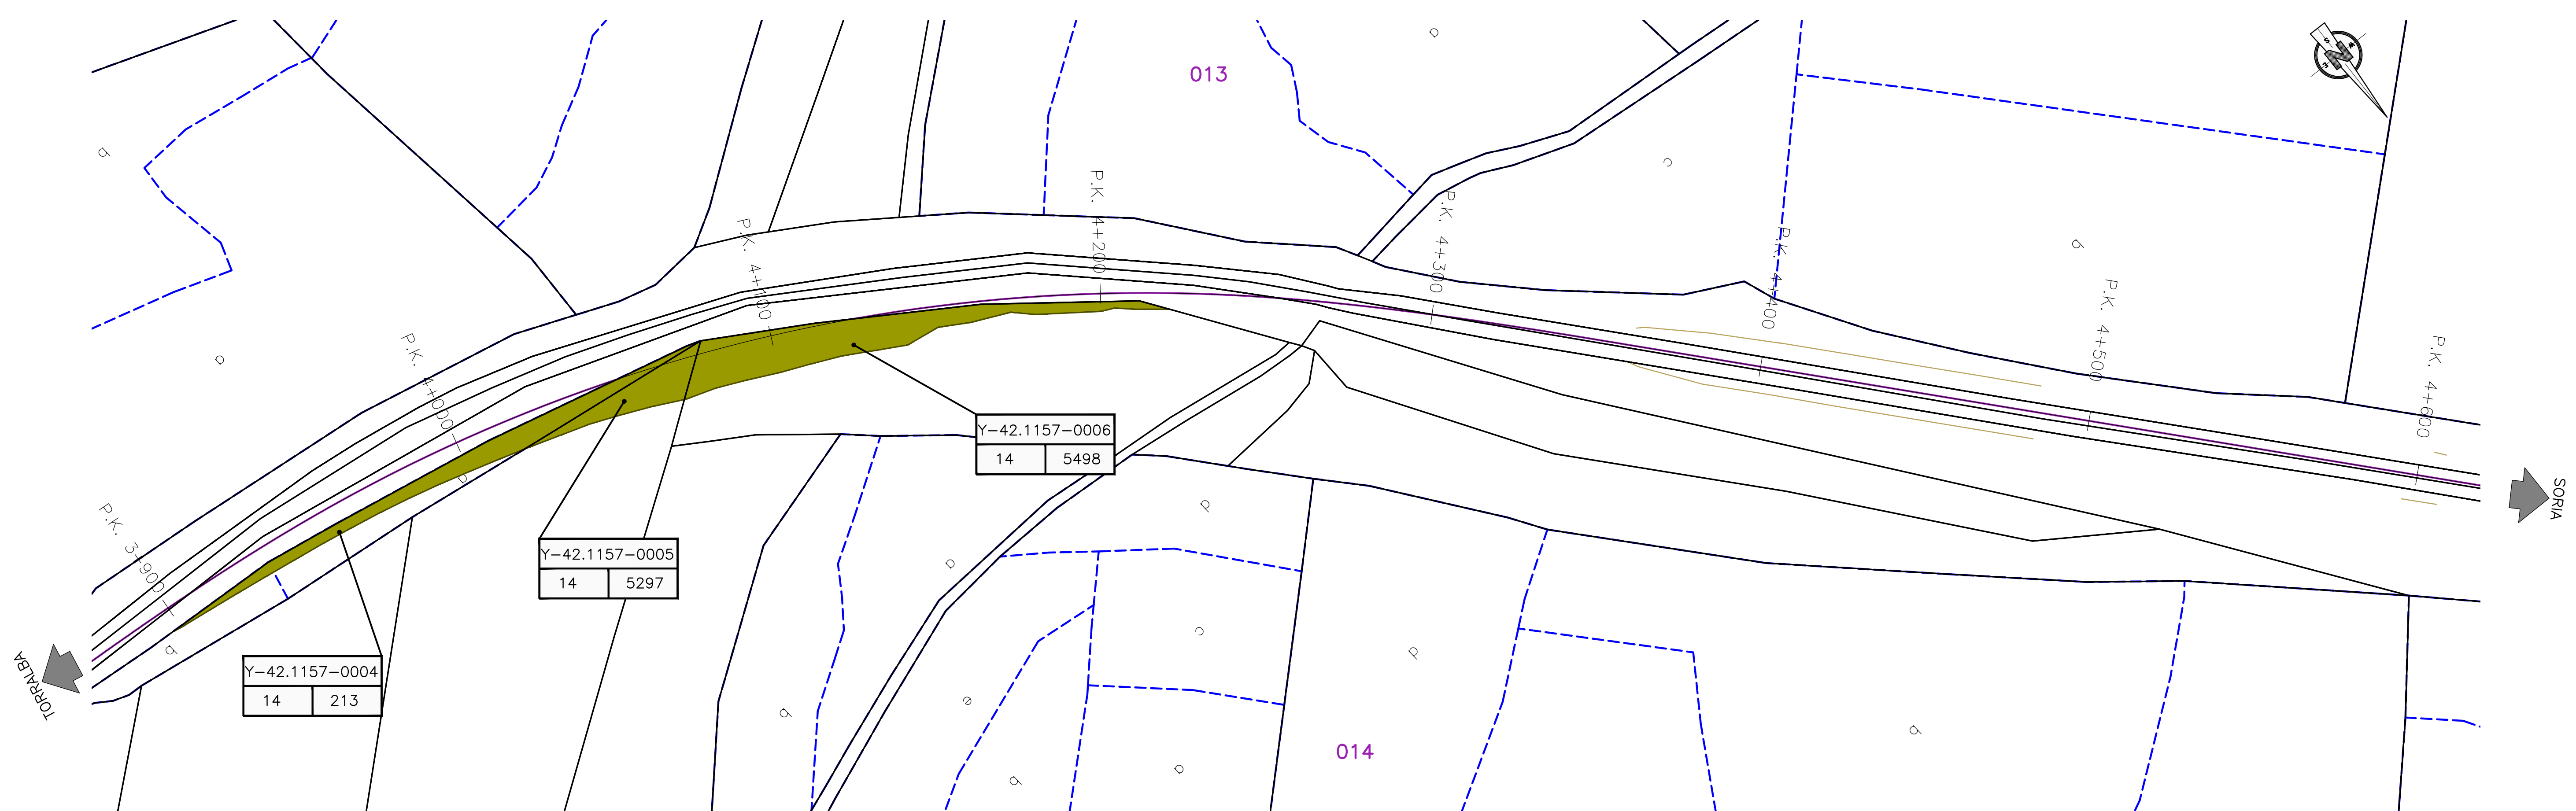 013
P.K. 3+900
P.K. 4+000
P.K. 4+100
P.K. 4+200
P.K. 4+300
P.K. 4+400
P.K. 4+500
P.K. 4+600
N
Y-42.1157-0006
14 5498
Y-42.1157-0005
14 5297
Y-42.1157-0004
14 213
TORRALBA
SORIA
014